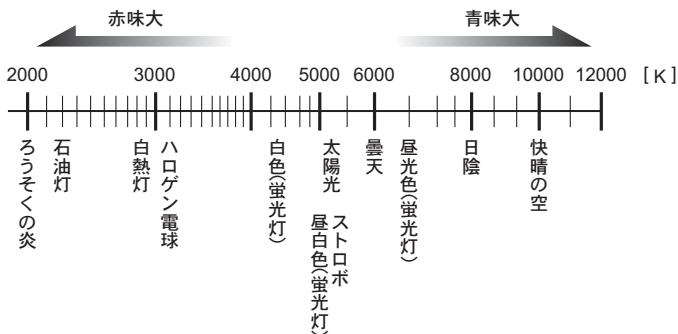 赤味大
青味大
2000 3000 4000 5000 6000 8000 10000 12000 [K]
ろうそくの炎
石油灯
白熱灯
ハロゲン電球
白色(蛍光灯)
太陽光
昼白色(蛍光灯)
ストロボ
曇天
昼光色(蛍光灯)
日陰
快晴の空